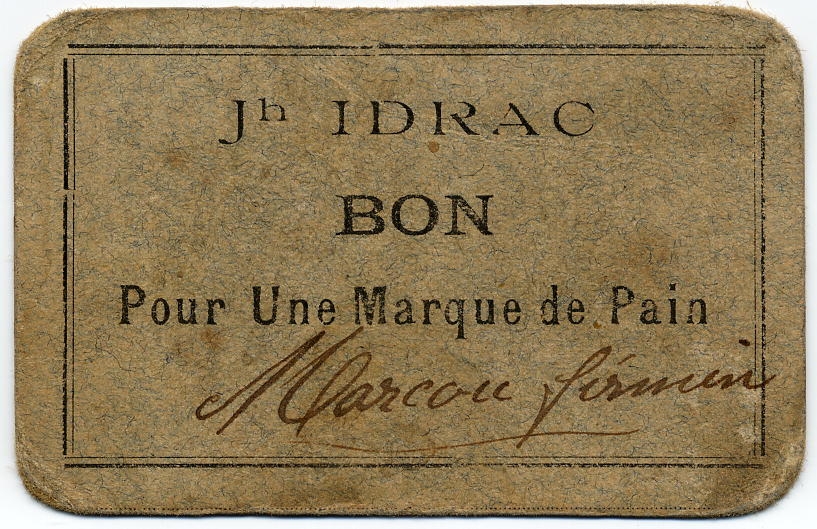 Jh IDRAC
BON
Pour Une Marque de Pain
Marcou firmin